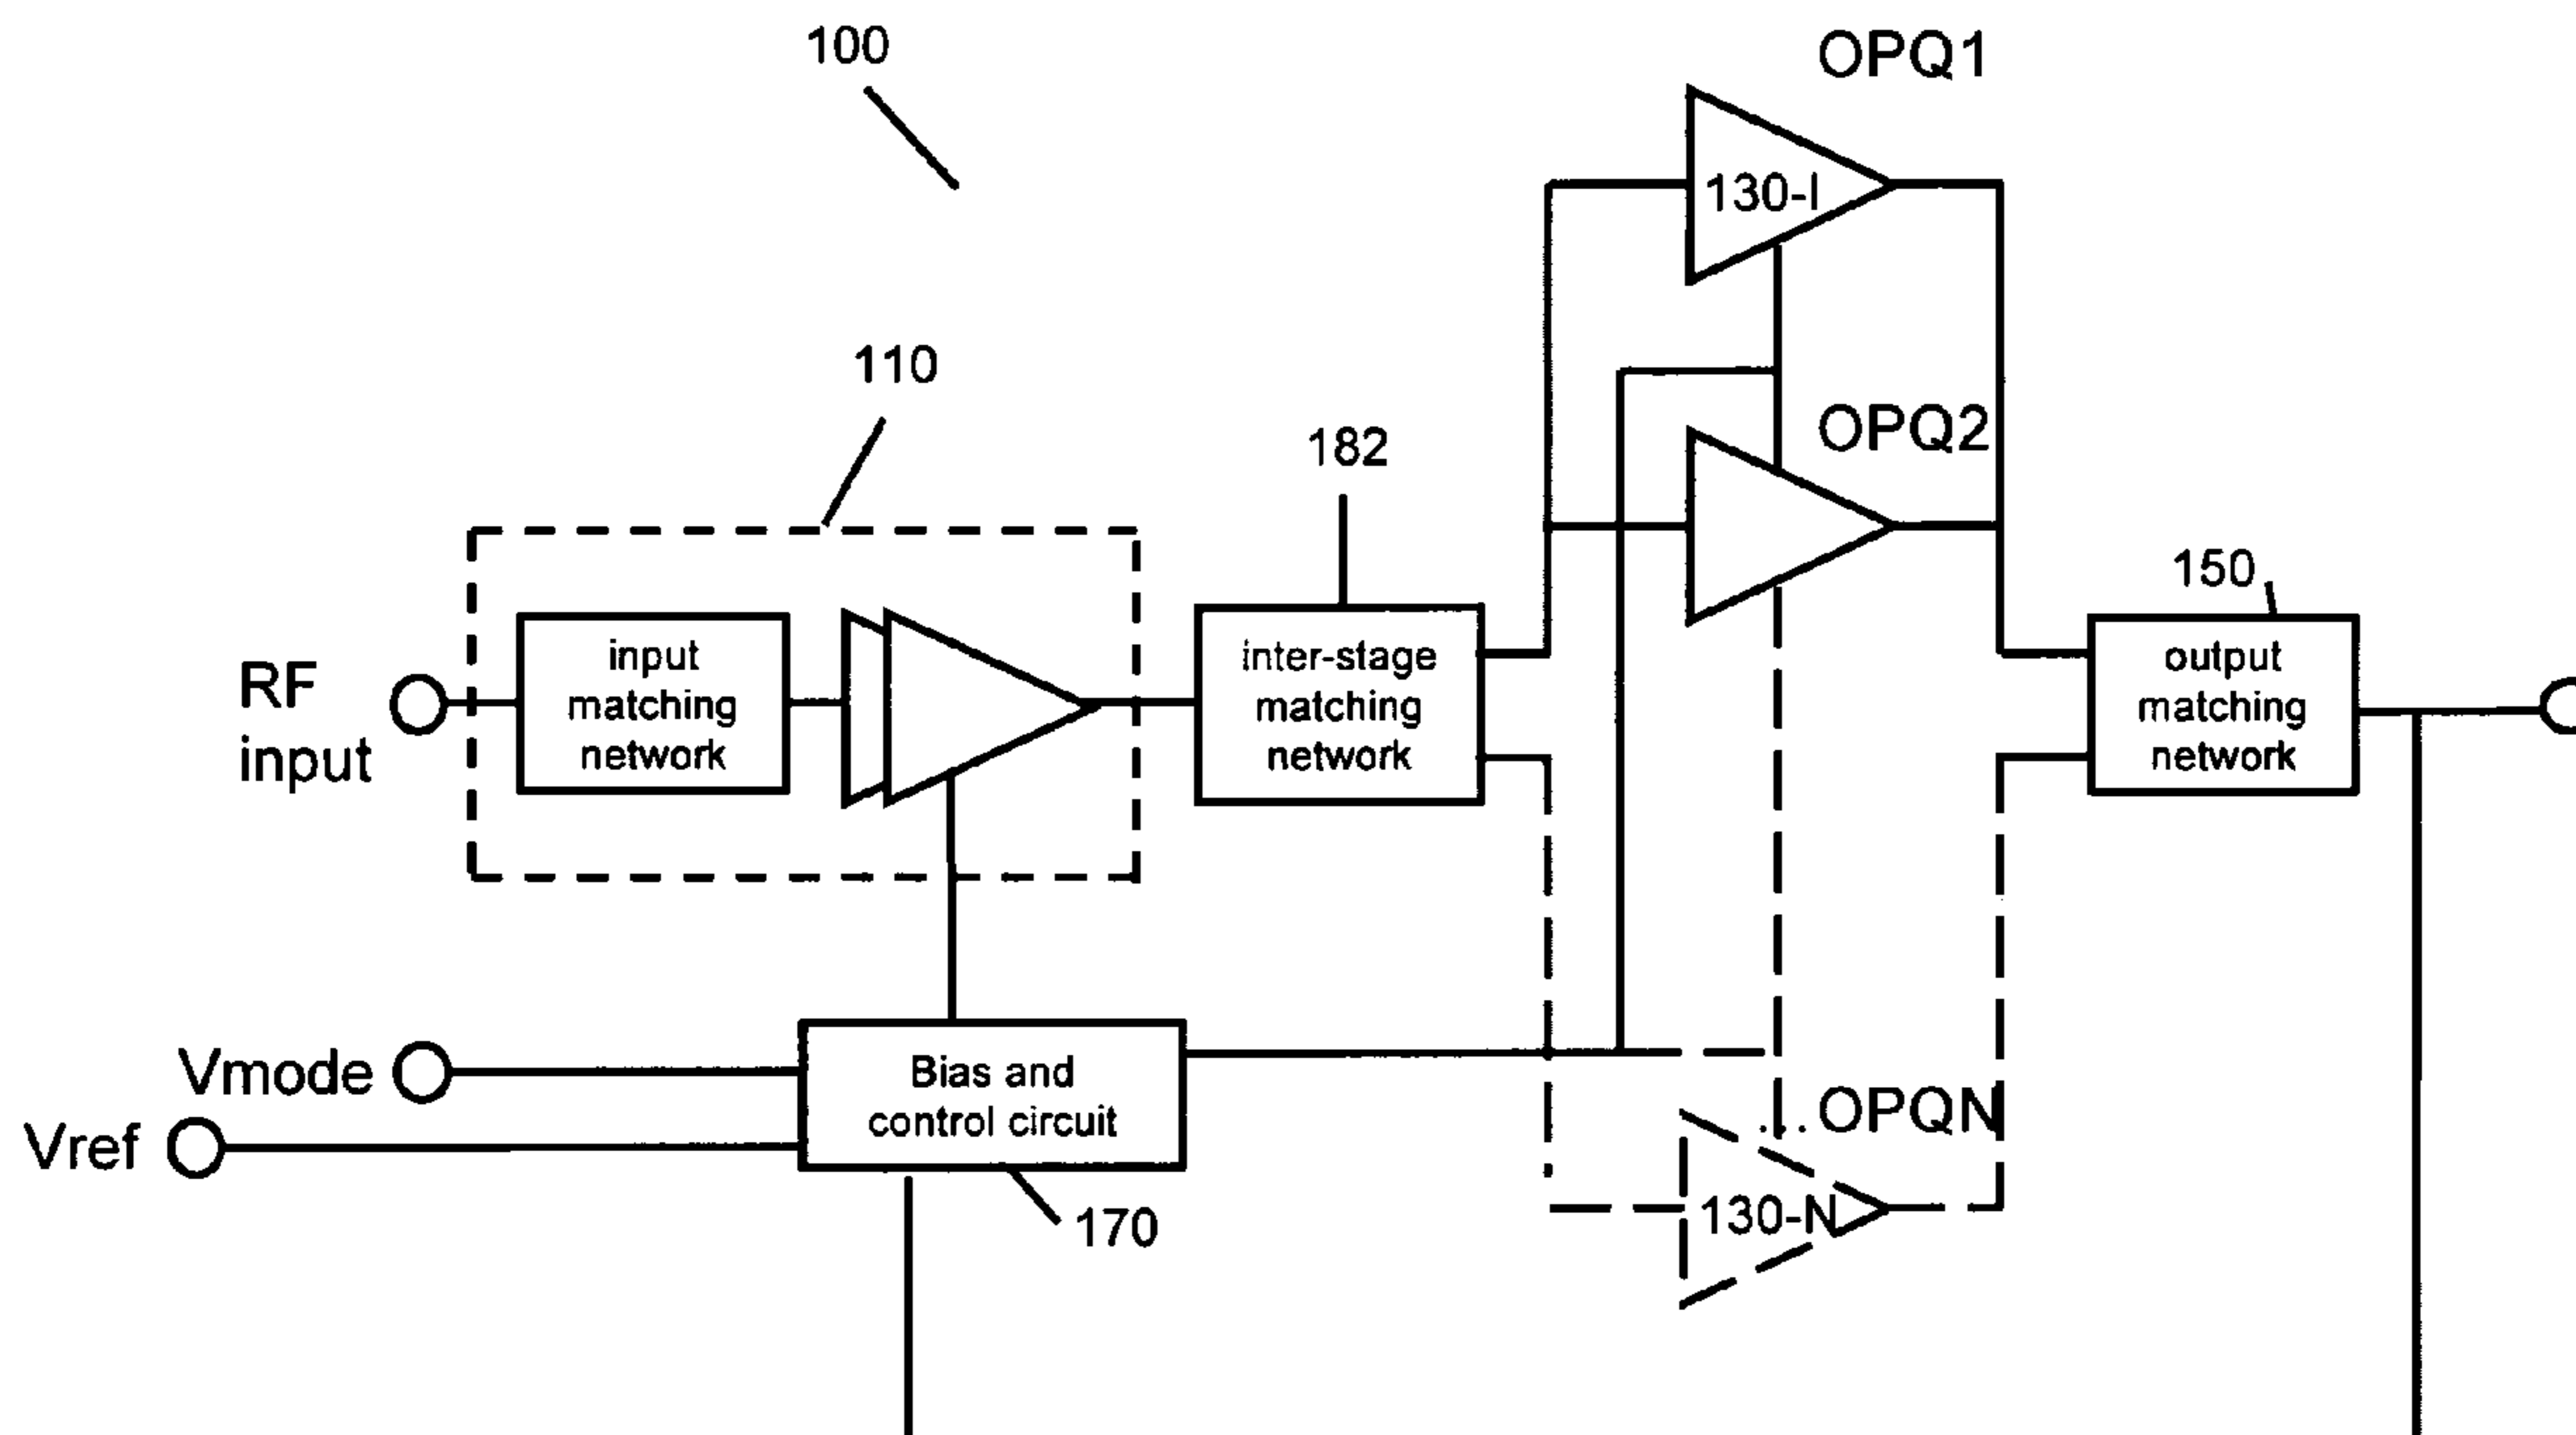 100
OPQ1
130-I
110
182
OPQ2
150
RF
input
input
matching
network
inter-stage
matching
network
output
matching
network
Vmode
Vref
Bias and
control circuit
170
...OPQN
130-N